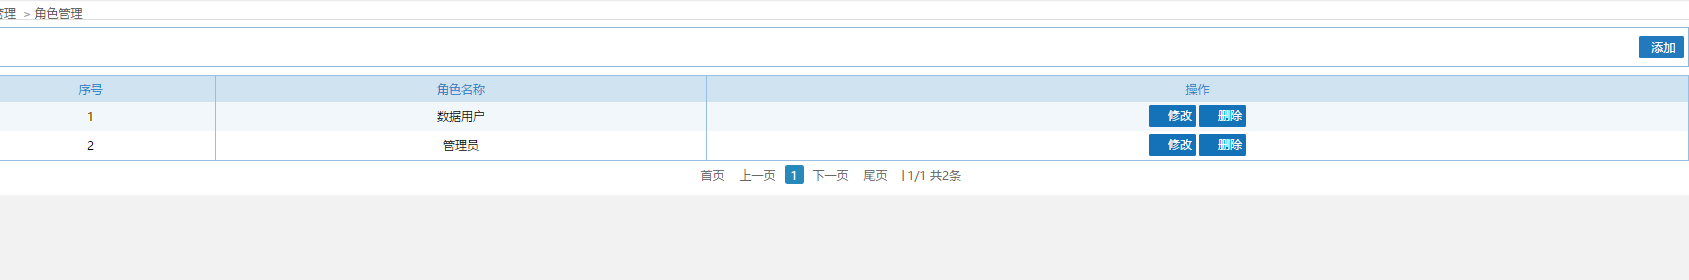 管理 > 角色管理
添加
序号 角色名称 操作
1 数据用户 修改 删除
2 管理员 修改 删除
首页 上一页 1 下一页 尾页 | 1/1 共2条